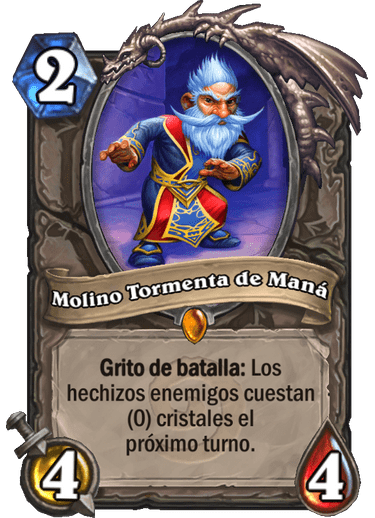 2
Molino Tormenta de Maná
Grito de batalla: Los
hechizos enemigos cuestan
(0) cristales el
próximo turno.
4
4